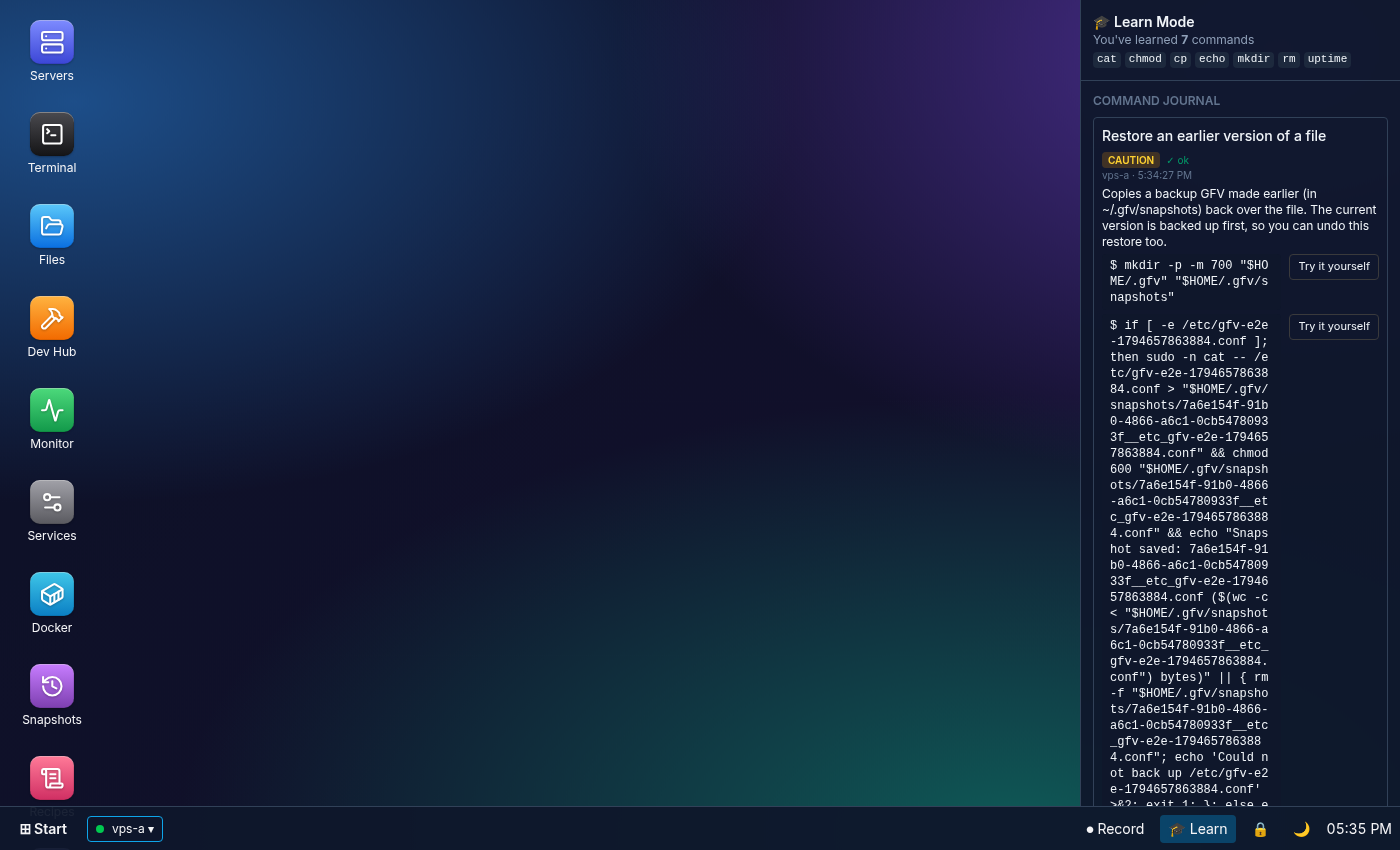 Servers
Terminal
Files
Dev Hub
Monitor
Services
Docker
Snapshots
Recipes
🎓 Learn Mode
You've learned 7 commands
cat chmod cp echo mkdir rm uptime
COMMAND JOURNAL
Restore an earlier version of a file
CAUTION ✓ ok
vps-a · 5:34:27 PM
Copies a backup GFV made earlier (in
~/.gfv/snapshots) back over the file. The current
version is backed up first, so you can undo this
restore too.
$ mkdir -p -m 700 "$HO
ME/.gfv" "$HOME/.gfv/s
napshots"
Try it yourself
$ if [ -e /etc/gfv-e2e
-1794657863884.conf ];
then sudo -n cat -- /e
tc/gfv-e2e-17946578638
84.conf > "$HOME/.gfv/
snapshots/7a6e154f-91b
0-4866-a6c1-0cb5478093
3f__etc_gfv-e2e-179465
7863884.conf" && chmod
600 "$HOME/.gfv/snapsh
ots/7a6e154f-91b0-4866
-a6c1-0cb54780933f__et
c_gfv-e2e-179465786388
4.conf" && echo "Snaps
hot saved: 7a6e154f-91
b0-4866-a6c1-0cb547809
33f__etc_gfv-e2e-17946
57863884.conf ($(wc -c
< "$HOME/.gfv/snapshot
s/7a6e154f-91b0-4866-a
6c1-0cb54780933f__etc_
gfv-e2e-1794657863884.
conf") bytes)" || { rm
-f "$HOME/.gfv/snapsho
ts/7a6e154f-91b0-4866-
a6c1-0cb54780933f__etc
_gfv-e2e-179465786388
4.conf"; echo 'Could n
ot back up /etc/gfv-e2
e-1794657863884.conf'
>&2; exit 1; }; else e
Try it yourself
⊞ Start
vps-a ▾
● Record
🎓 Learn
05:35 PM